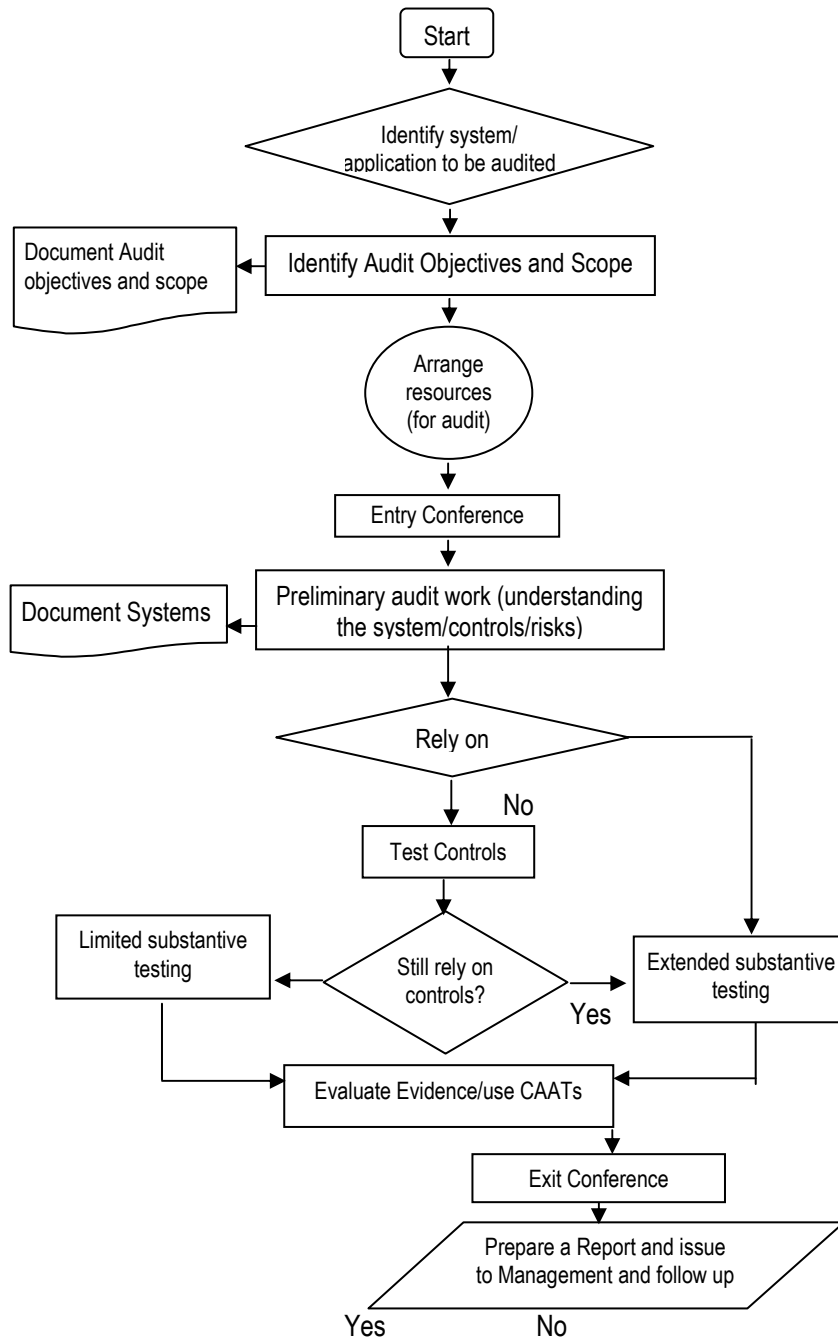 Start
Identify system/
application to be audited
Document Audit
objectives and scope
Identify Audit Objectives and Scope
Arrange
resources
(for audit)
Entry Conference
Document Systems
Preliminary audit work (understanding
the system/controls/risks)
Rely on
No
Test Controls
Limited substantive
testing
Still rely on
controls?
Yes
Extended substantive
testing
Evaluate Evidence/use CAATs
Exit Conference
Prepare a Report and issue
to Management and follow up
Yes No